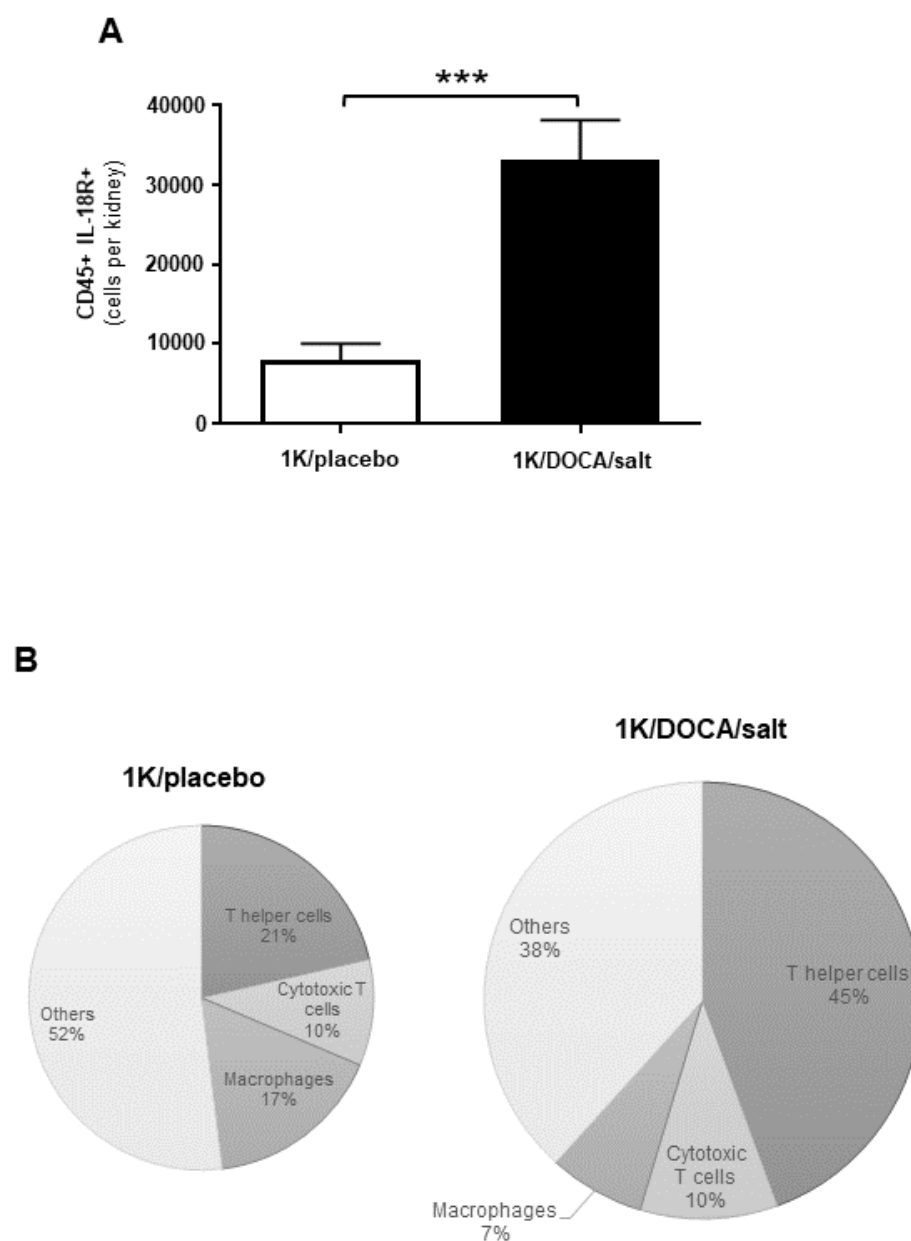 A
***
40000
30000
20000
10000
0
CD45+ IL-18R+
(cells per kidney)
1K/placebo
1K/DOCA/salt
B
1K/placebo
T helper cells
21%
Cytotoxic T
cells
10%
Macrophages
17%
Others
52%
1K/DOCA/salt
T helper cells
45%
Cytotoxic
T cells
10%
Macrophages
7%
Others
38%